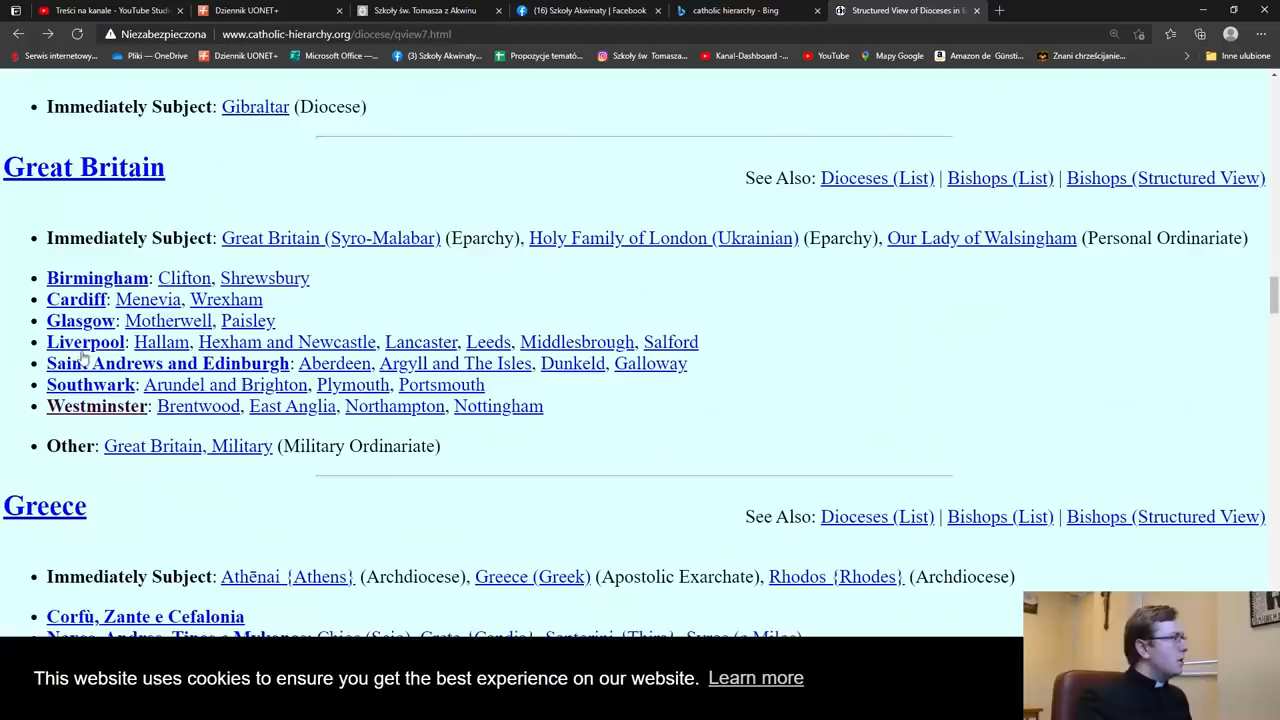 Treści na kanale - YouTube Studi
Dziennik UONET+
Szkoły św. Tomasza z Akwinu
(16) Szkoły Akwinaty | Facebook
catholic hierarchy - Bing
Structured View of Dioceses in E
Niezabezpieczona
www.catholic-hierarchy.org/diocese/qview7.html
Serwis internetowy...
Pliki — OneDrive
Dziennik UONET+
Microsoft Office —...
(3) Szkoły Akwinaty...
Propozycje temató...
Szkoły św Tomasza...
Kanal-Dashboard -...
YouTube
Mapy Google
Amazon de Günsti...
Znani chrześcijanie...
Inne ulubione
• Immediately Subject: Gibraltar (Diocese)
Great Britain
See Also: Dioceses (List) | Bishops (List) | Bishops (Structured View)
• Immediately Subject: Great Britain (Syro-Malabar) (Eparchy), Holy Family of London (Ukrainian) (Eparchy), Our Lady of Walsingham (Personal Ordinariate)
• Birmingham: Clifton, Shrewsbury
• Cardiff: Menevia, Wrexham
• Glasgow: Motherwell, Paisley
• Liverpool: Hallam, Hexham and Newcastle, Lancaster, Leeds, Middlesbrough, Salford
• Saint Andrews and Edinburgh: Aberdeen, Argyll and The Isles, Dunkeld, Galloway
• Southwark: Arundel and Brighton, Plymouth, Portsmouth
• Westminster: Brentwood, East Anglia, Northampton, Nottingham
• Other: Great Britain, Military (Military Ordinariate)
Greece
See Also: Dioceses (List) | Bishops (List) | Bishops (Structured View)
• Immediately Subject: Athēnai {Athens} (Archdiocese), Greece (Greek) (Apostolic Exarchate), Rhodos {Rhodes} (Archdiocese)
• Corfù, Zante e Cefalonia
This website uses cookies to ensure you get the best experience on our website. Learn more